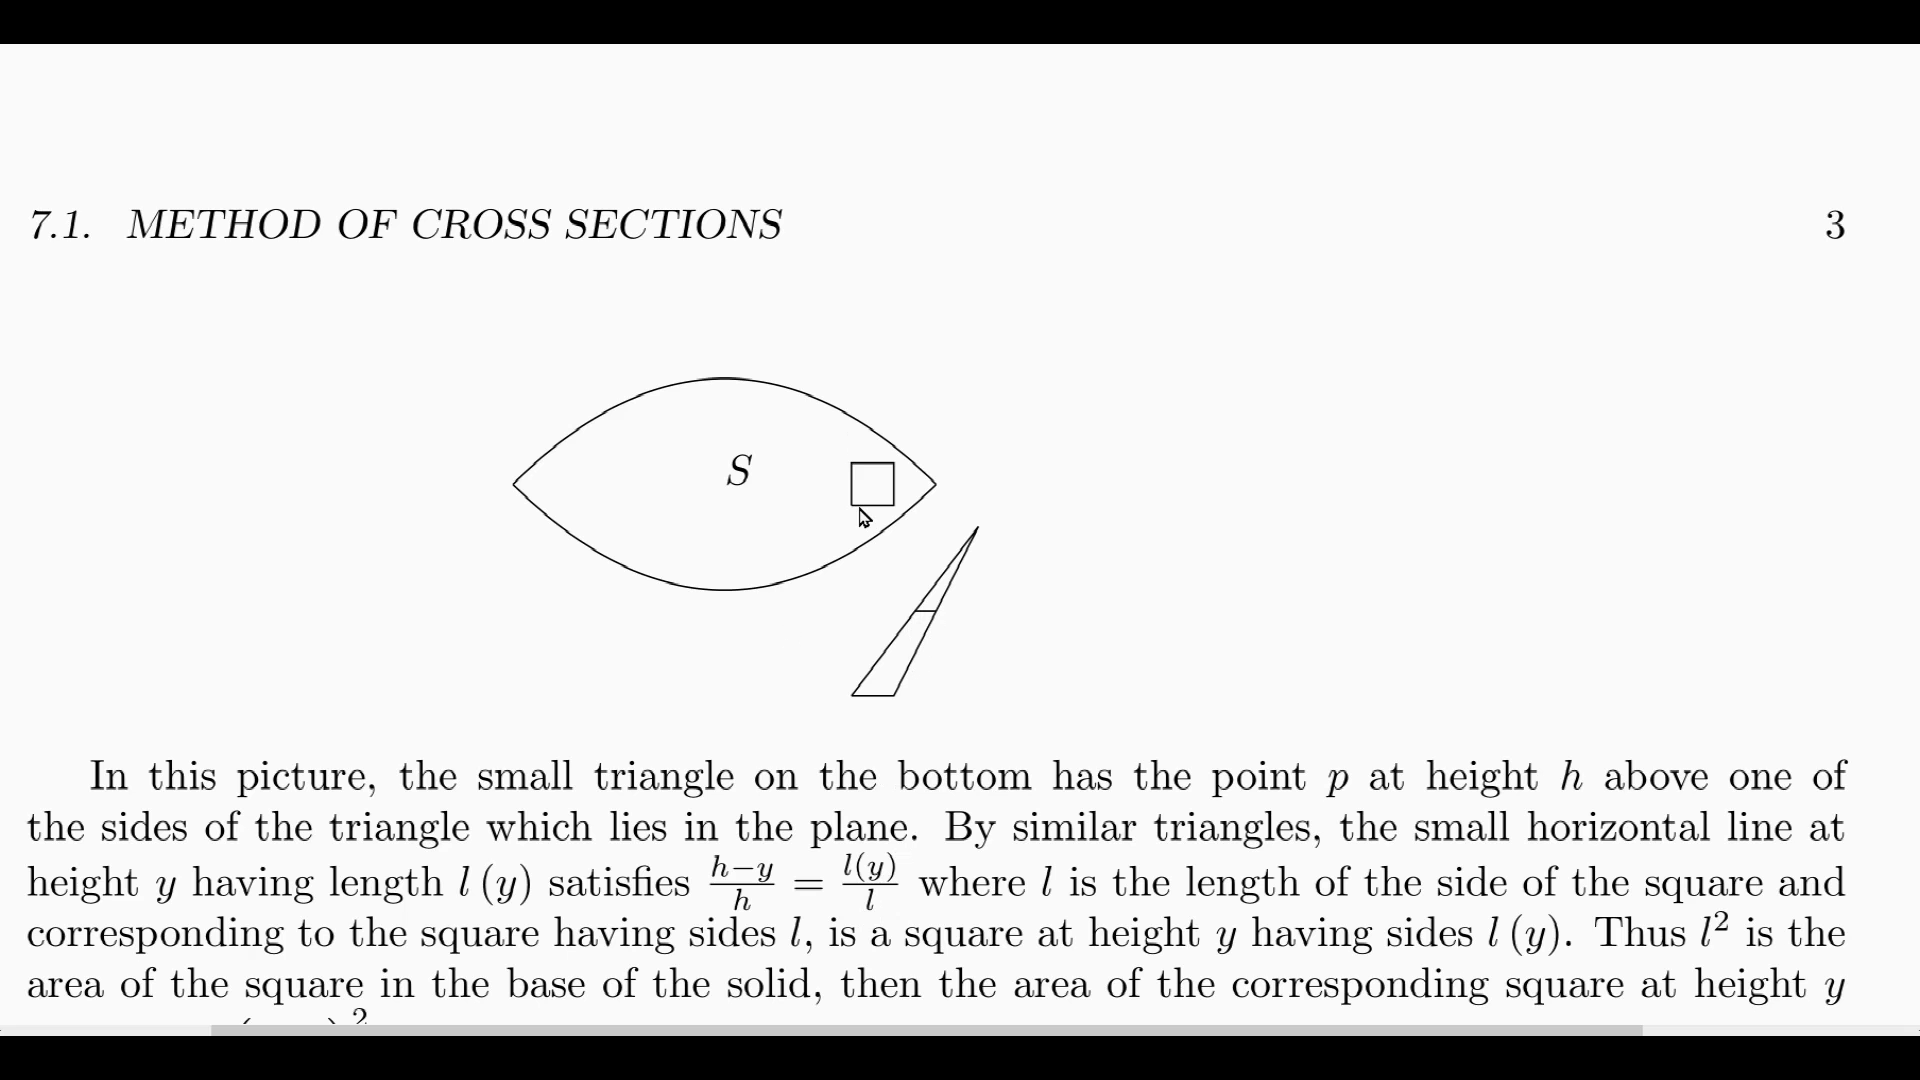 7.1. METHOD OF CROSS SECTIONS 3
S
In this picture, the small triangle on the bottom has the point p at height h above one of
the sides of the triangle which lies in the plane. By similar triangles, the small horizontal line at
height y having length l (y) satisfies \frac{h−y}{h} = \frac{l(y)}{l} where l is the length of the side of the square and
corresponding to the square having sides l, is a square at height y having sides l (y). Thus l² is the
area of the square in the base of the solid, then the area of the corresponding square at height y